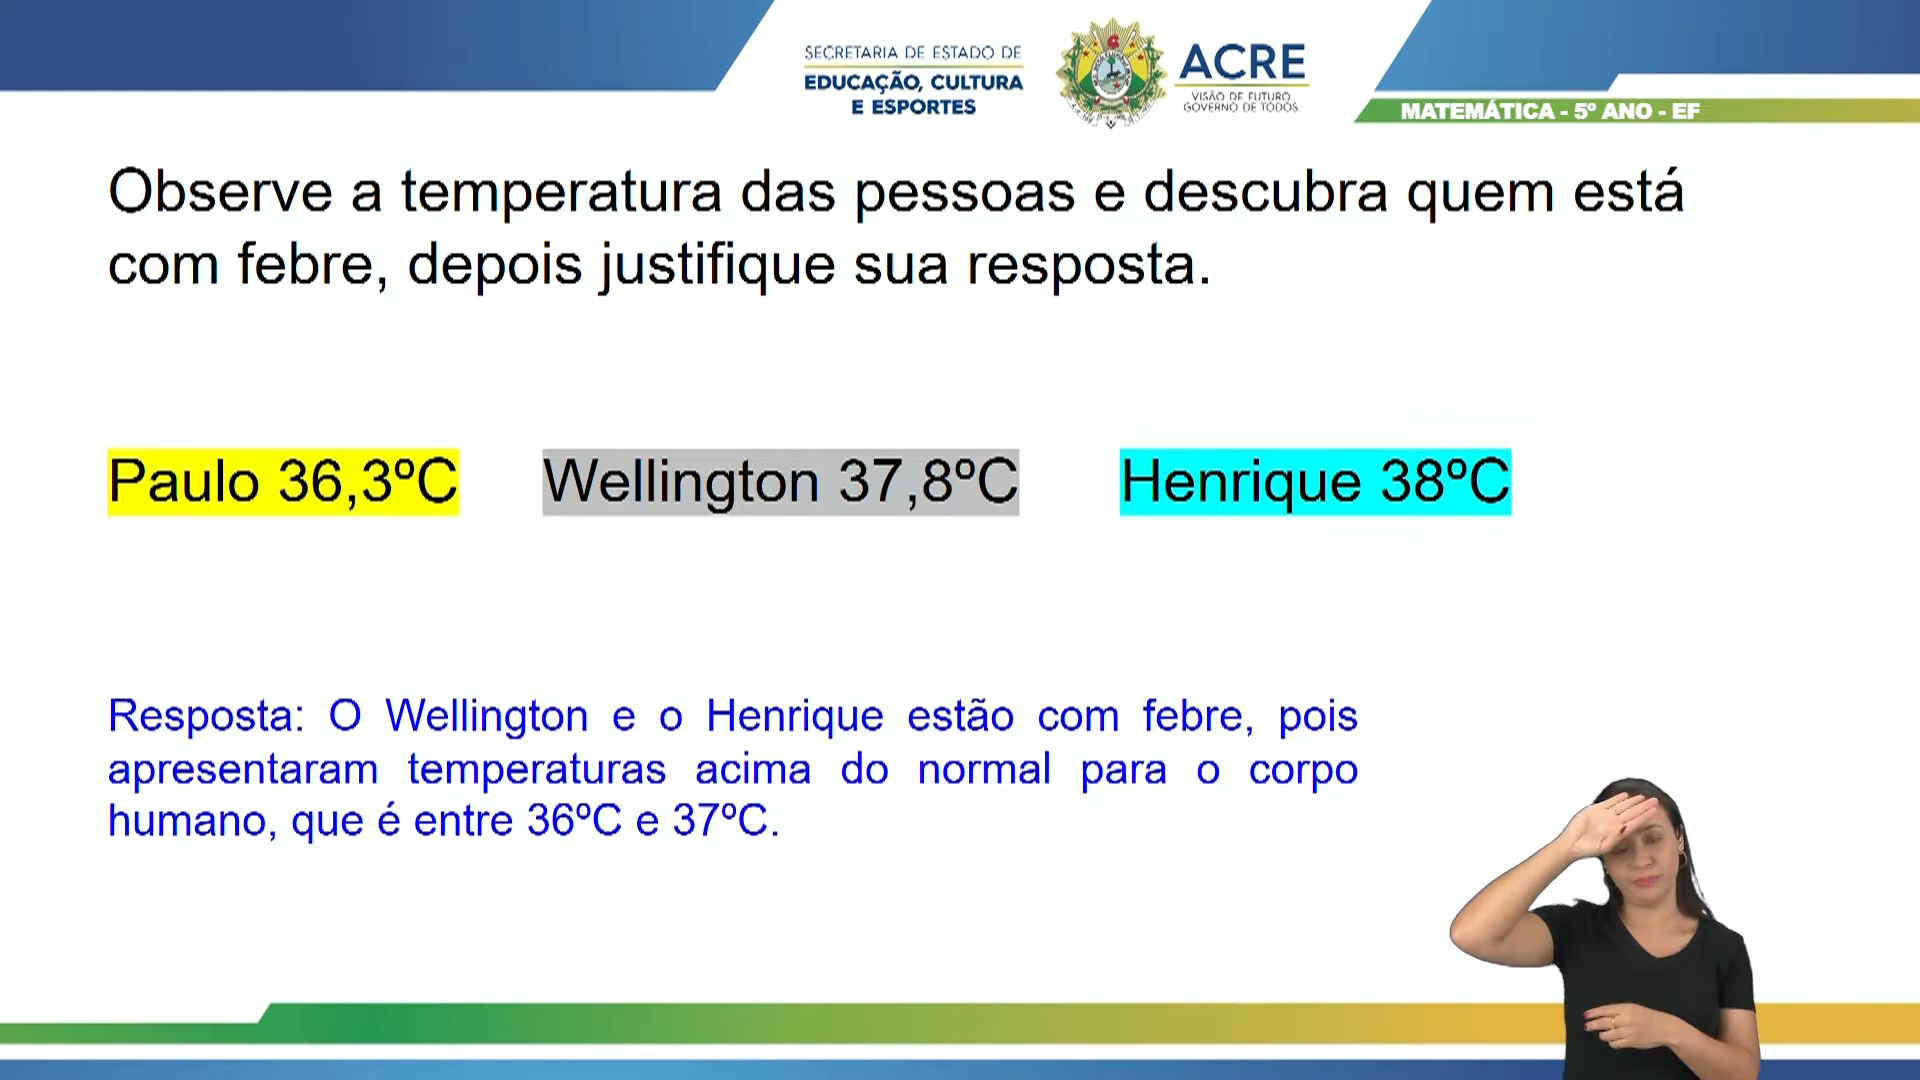 SECRETARIA DE ESTADO DE
EDUCAÇÃO, CULTURA
E ESPORTES
ACRE
VISÃO DE FUTURO
GOVERNO DE TODOS
MATEMÁTICA - 5º ANO - EF
Observe a temperatura das pessoas e descubra quem está
com febre, depois justifique sua resposta.
Paulo 36,3ºC
Wellington 37,8ºC
Henrique 38ºC
Resposta: O Wellington e o Henrique estão com febre, pois
apresentaram temperaturas acima do normal para o corpo
humano, que é entre 36ºC e 37ºC.